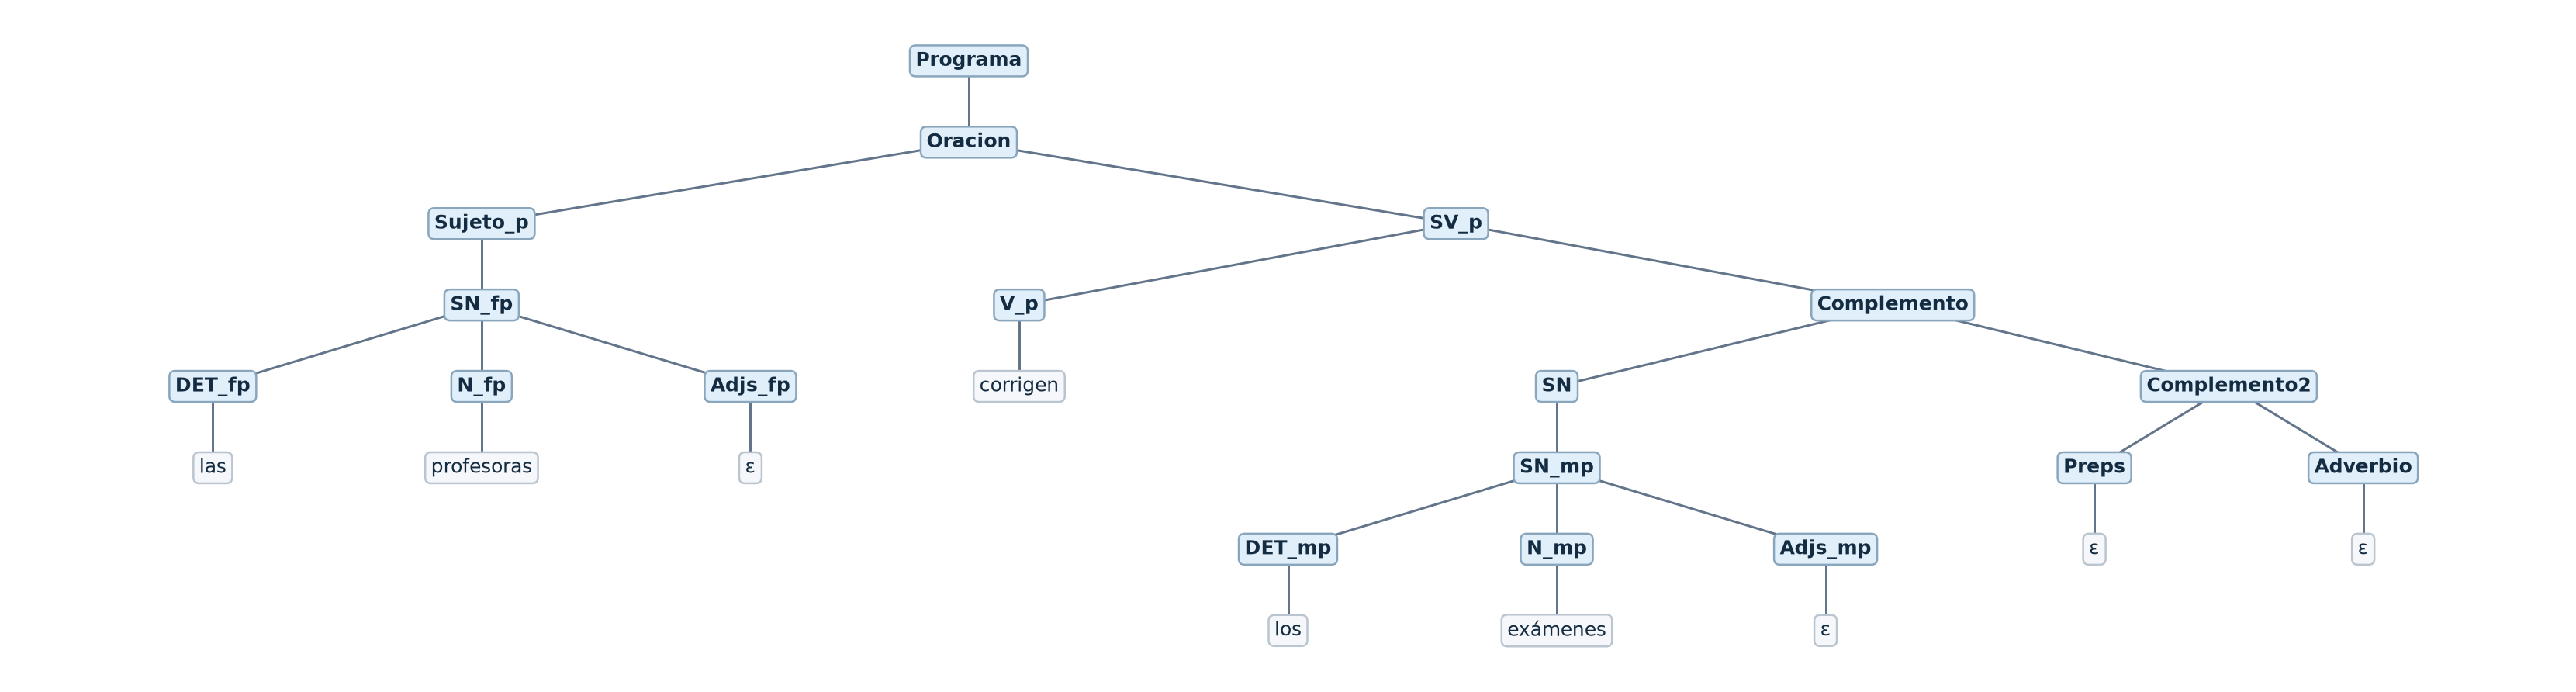 Programa
Oracion
Sujeto_p SV_p
SN_fp V_p Complemento
DET_fp N_fp Adjs_fp corrigen SN Complemento2
las profesoras ε SN_mp Preps Adverbio
DET_mp N_mp Adjs_mp ε ε
los exámenes ε